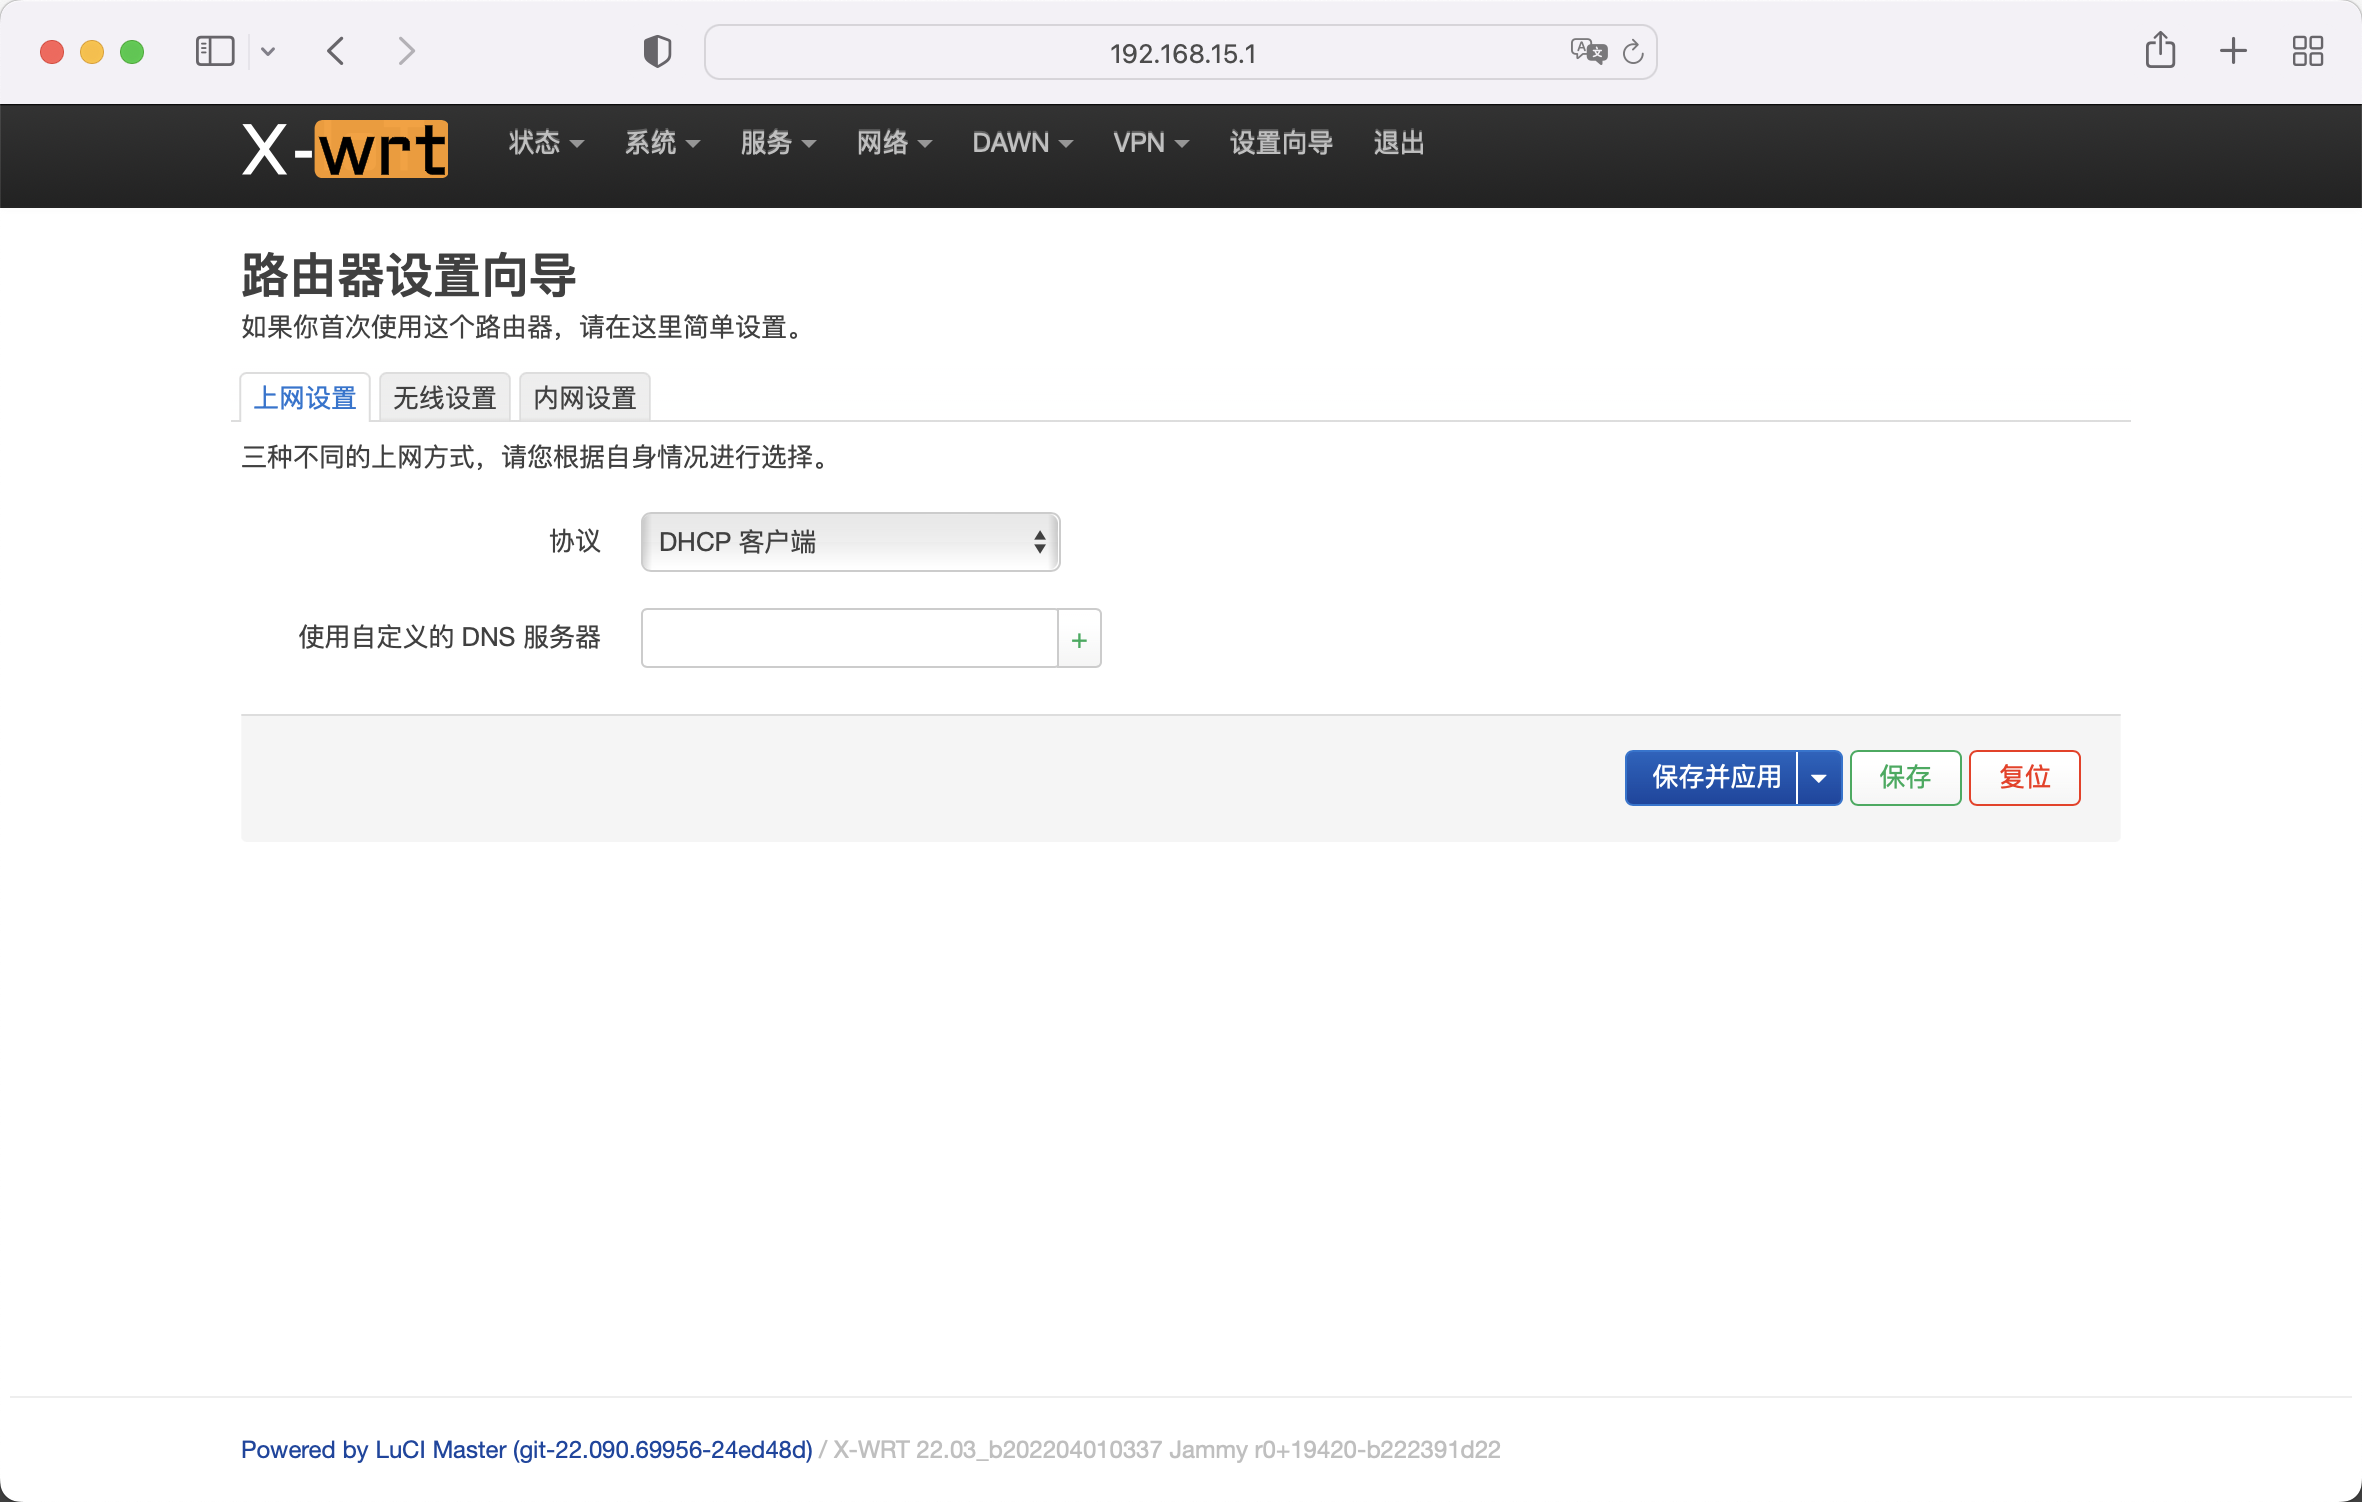 192.168.15.1
X-wrt
状态 系统 服务 网络 DAWN VPN 设置向导 退出
路由器设置向导
如果你首次使用这个路由器，请在这里简单设置。
上网设置 无线设置 内网设置
三种不同的上网方式，请您根据自身情况进行选择。
协议 DHCP 客户端
使用自定义的 DNS 服务器 +
保存并应用 保存 复位
Powered by LuCI Master (git-22.090.69956-24ed48d) / X-WRT 22.03_b202204010337 Jammy r0+19420-b222391d22